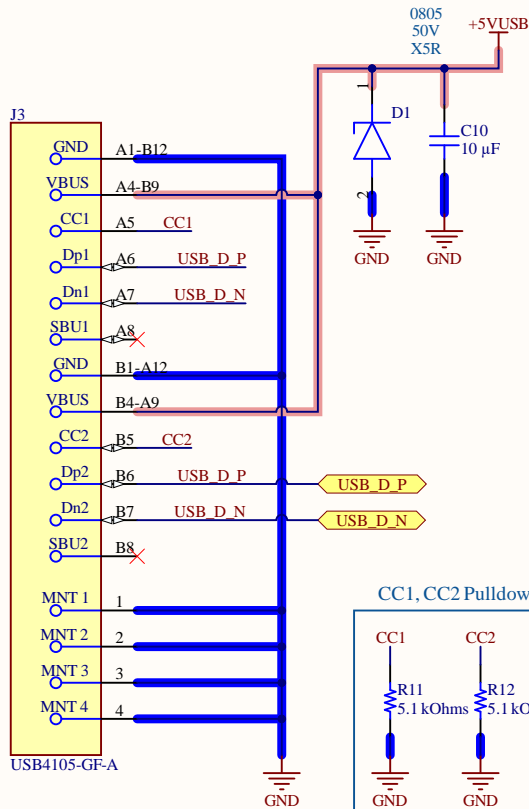 0805
50V
X5R
+5VUSB
J3
GND
A1-B12
VBUS
A4-B9
CC1
A5
CC1
Dp1
A6
USB_D_P
Dn1
A7
USB_D_N
SBU1
A8
GND
B1-A12
VBUS
B4-A9
CC2
B5
CC2
Dp2
B6
USB_D_P
USB_D_P
Dn2
B7
USB_D_N
USB_D_N
SBU2
B8
MNT 1
1
MNT 2
2
MNT 3
3
MNT 4
4
USB4105-GF-A
GND
1
D1
2
GND
C10
10 µF
GND
CC1, CC2 Pulldow
CC1
CC2
R11
5.1 kOhms
R12
5.1 kO
GND
GND